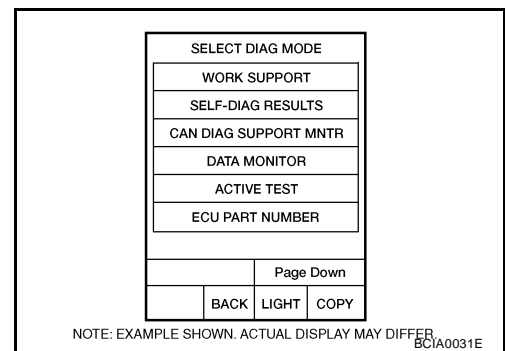 SELECT DIAG MODE
WORK SUPPORT
SELF-DIAG RESULTS
CAN DIAG SUPPORT MNTR
DATA MONITOR
ACTIVE TEST
ECU PART NUMBER
Page Down
BACK LIGHT COPY
NOTE: EXAMPLE SHOWN. ACTUAL DISPLAY MAY DIFFER.
BCIA0031E